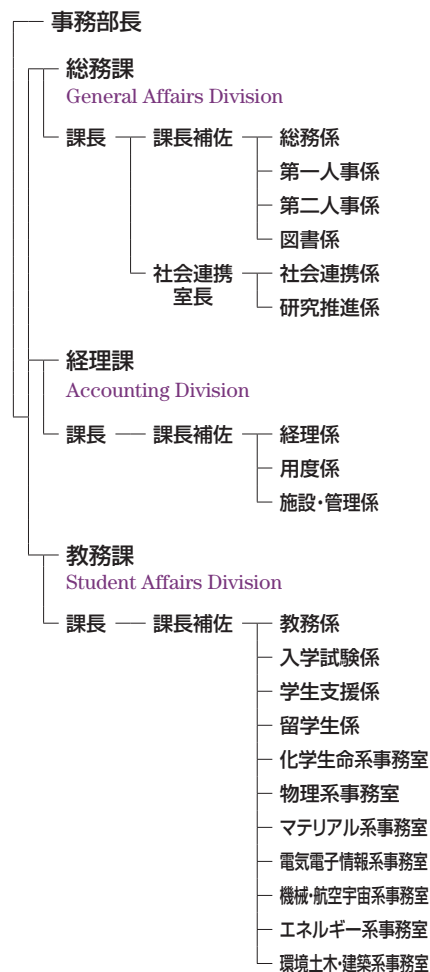 事務部長
総務課
General Affairs Division
課長 課長補佐 総務係
第一人事係
第二人事係
図書係
社会連携 社会連携係
室長
研究推進係
経理課
Accounting Division
課長 課長補佐 経理係
用度係
施設・管理係
教務課
Student Affairs Division
課長 課長補佐 教務係
入学試験係
学生支援係
留学生係
化学生命系事務室
物理系事務室
マテリアル系事務室
電気電子情報系事務室
機械・航空宇宙系事務室
エネルギー系事務室
環境土木・建築系事務室